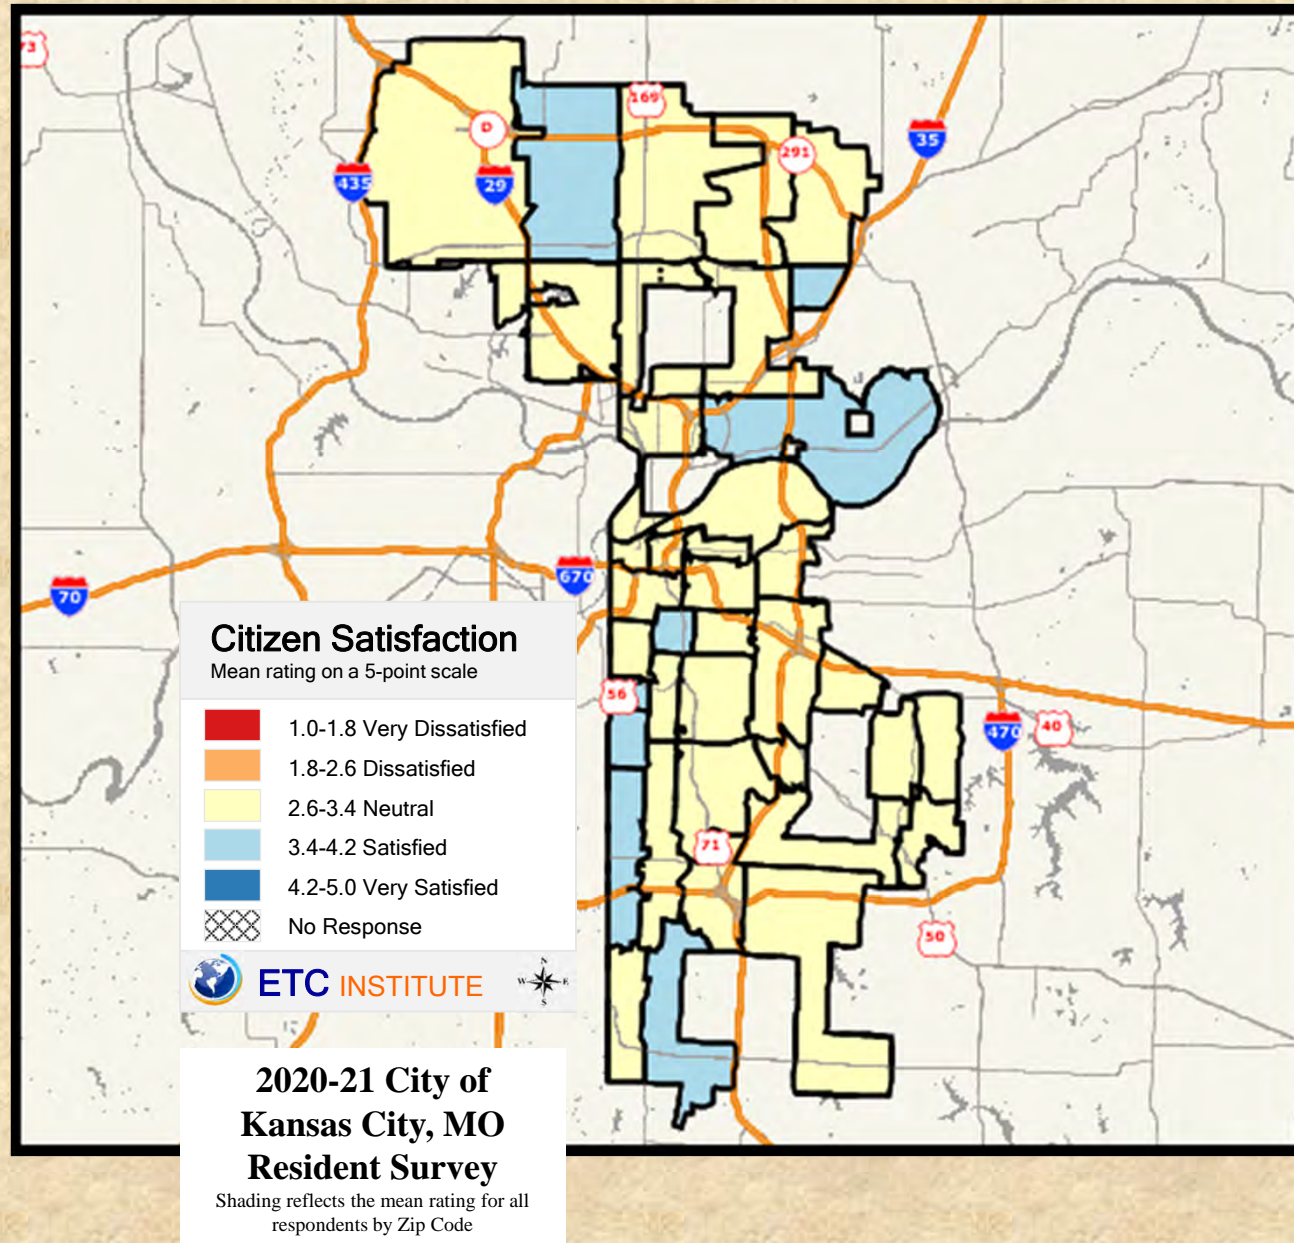 73
169
D
291
35
435
29
70
670
56
470
40
71
50
Citizen Satisfaction
Mean rating on a 5-point scale
1.0-1.8 Very Dissatisfied
1.8-2.6 Dissatisfied
2.6-3.4 Neutral
3.4-4.2 Satisfied
4.2-5.0 Very Satisfied
No Response
ETC INSTITUTE
N
W E
S
2020-21 City of
Kansas City, MO
Resident Survey
Shading reflects the mean rating for all
respondents by Zip Code